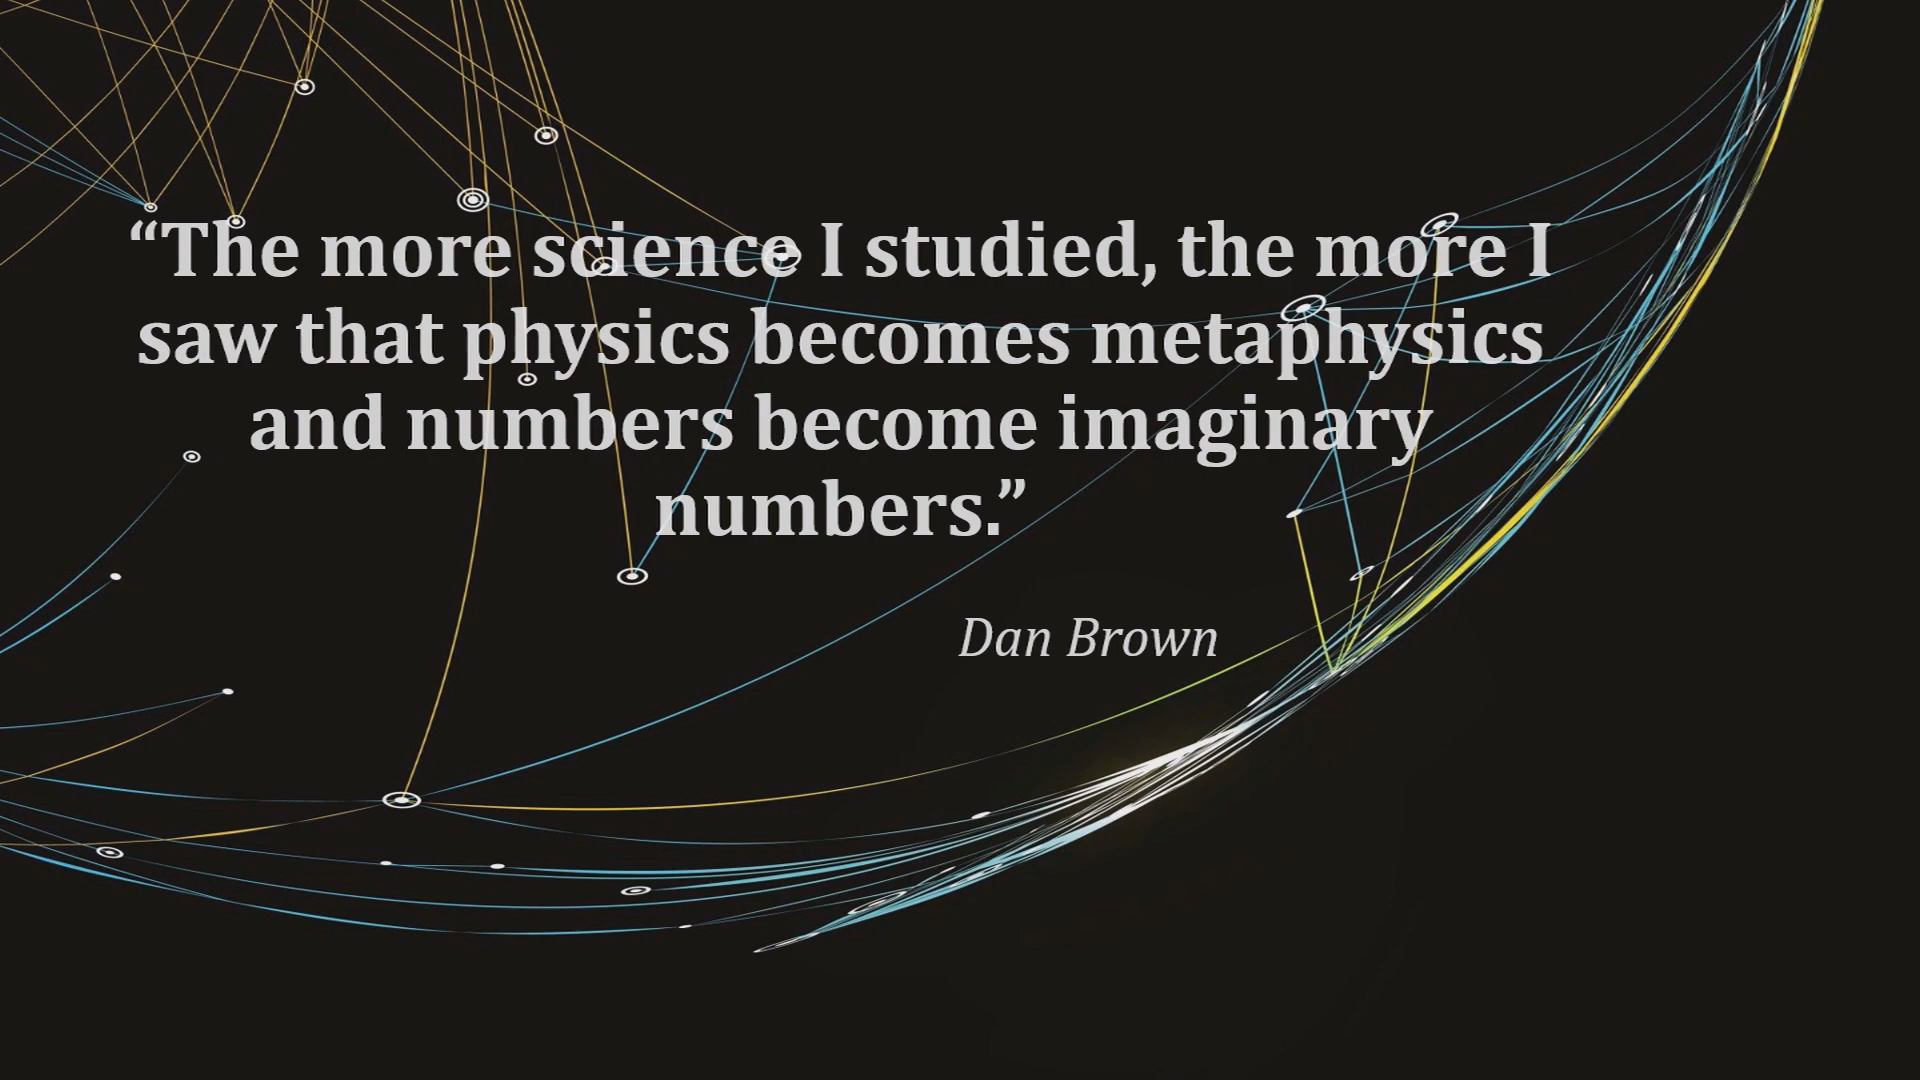 “The more science I studied, the more I
saw that physics becomes metaphysics
and numbers become imaginary
numbers.”
Dan Brown